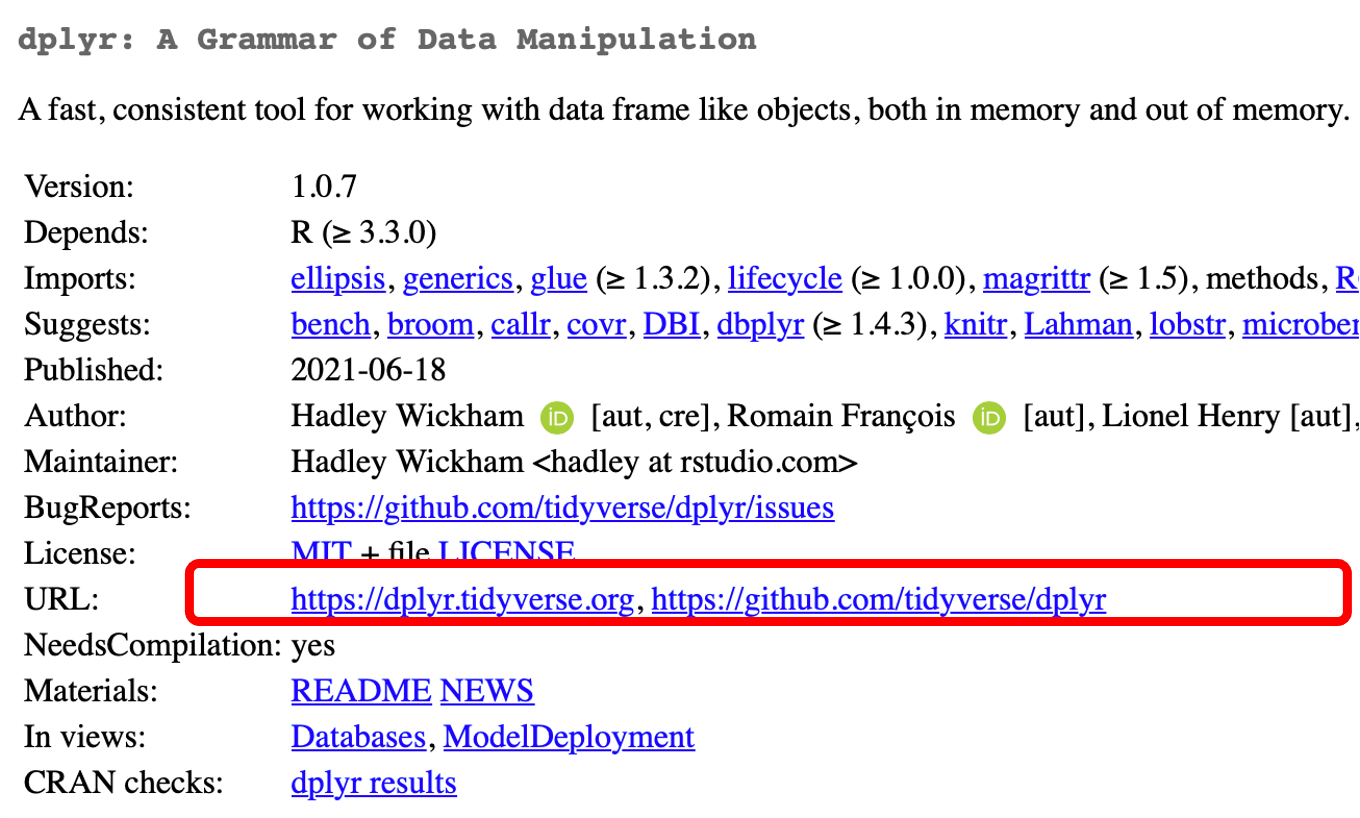 dplyr: A Grammar of Data Manipulation
A fast, consistent tool for working with data frame like objects, both in memory and out of memory.
Version: 1.0.7
Depends: R (≥ 3.3.0)
Imports: ellipsis, generics, glue (≥ 1.3.2), lifecycle (≥ 1.0.0), magrittr (≥ 1.5), methods,
Suggests: bench, broom, callr, covr, DBI, dbplyr (≥ 1.4.3), knitr, Lahman, lobstr,
Published: 2021-06-18
Author: Hadley Wickham iD [aut, cre], Romain François iD [aut], Lionel Henry [aut],
Maintainer: Hadley Wickham <hadley at rstudio.com>
BugReports: https://github.com/tidyverse/dplyr/issues
License: MIT + file LICENSE
URL: https://dplyr.tidyverse.org, https://github.com/tidyverse/dplyr
NeedsCompilation: yes
Materials: README NEWS
In views: Databases, ModelDeployment
CRAN checks: dplyr results